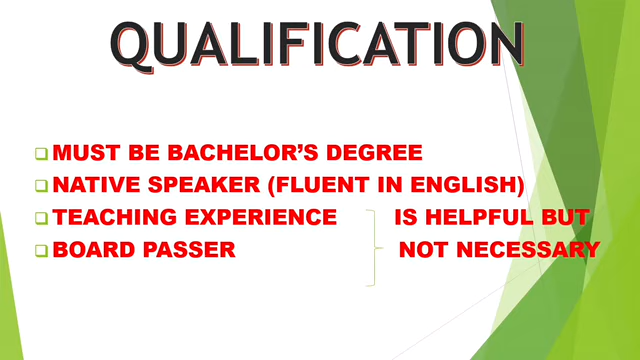 QUALIFICATION
MUST BE BACHELOR'S DEGREE
NATIVE SPEAKER (FLUENT IN ENGLISH)
TEACHING EXPERIENCE IS HELPFUL BUT
BOARD PASSER NOT NECESSARY